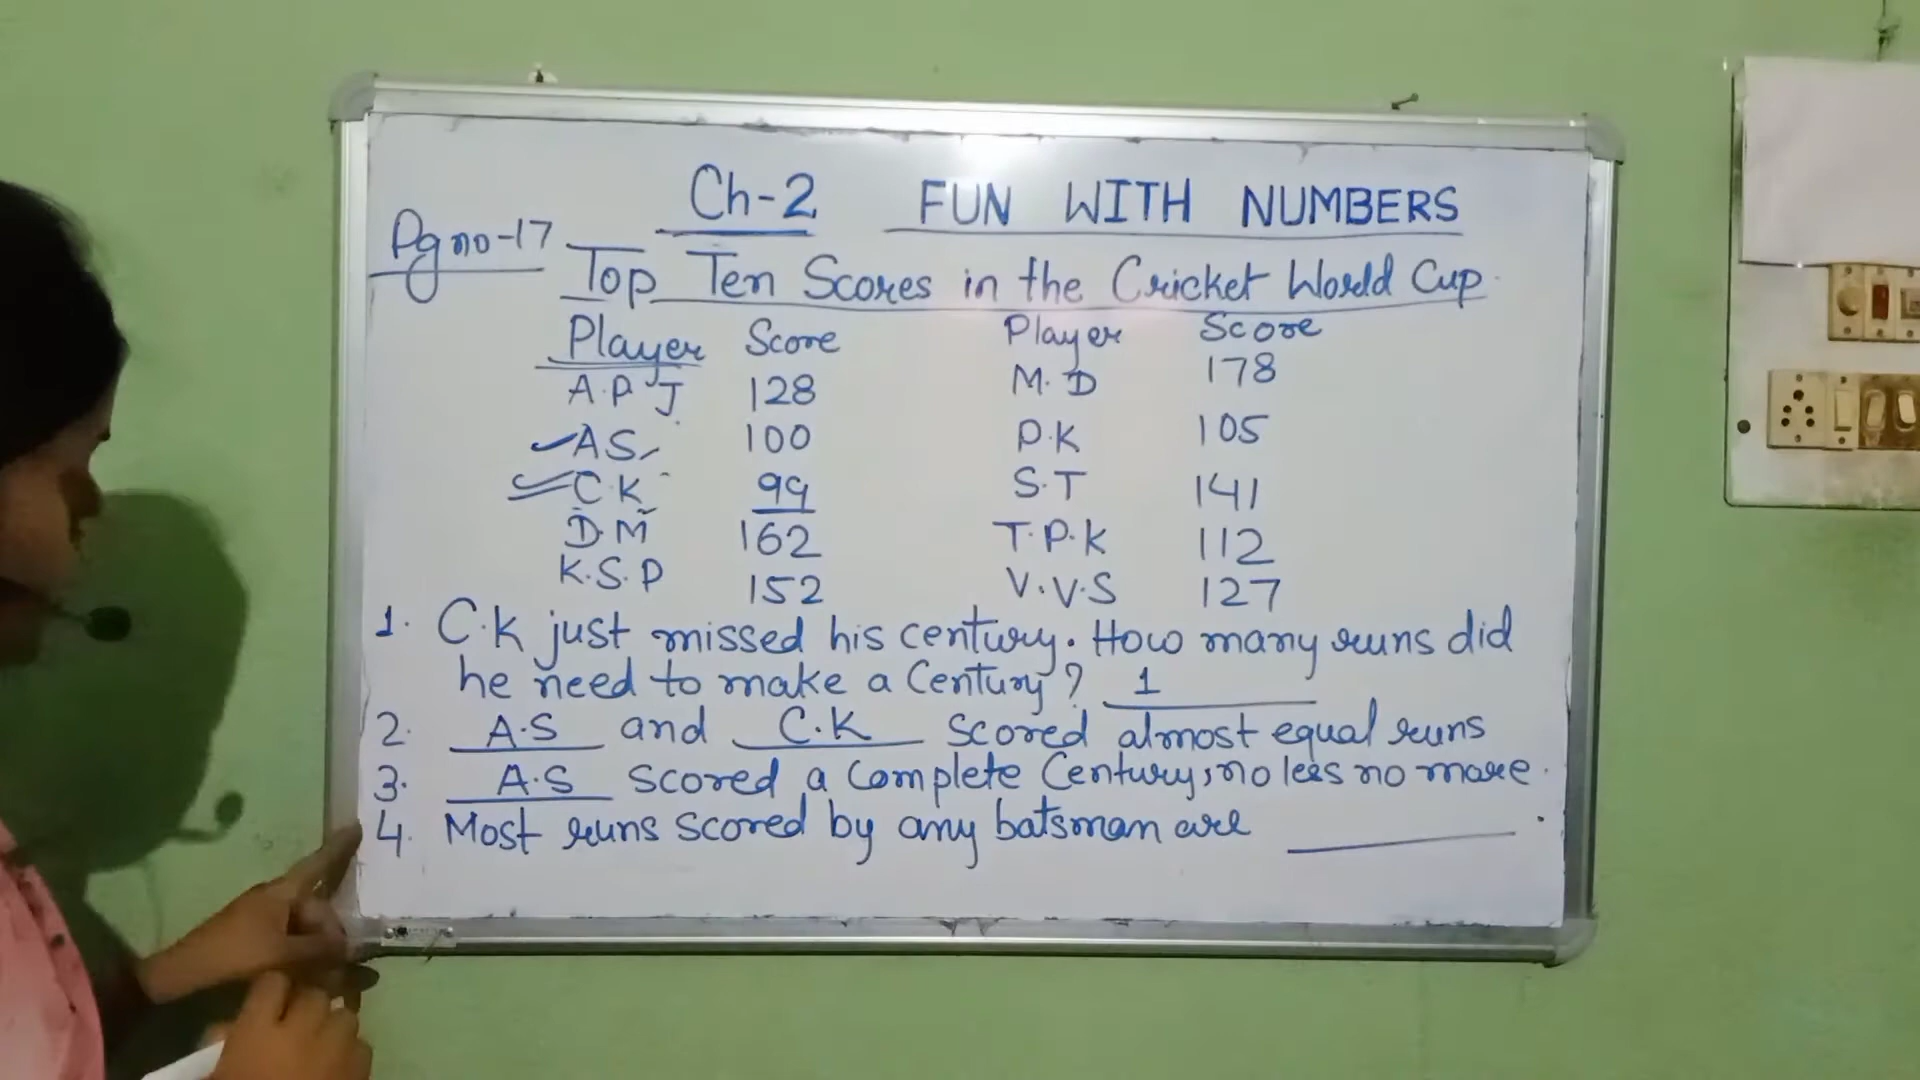 Ch-2 FUN WITH NUMBERS
Pg no-17
Top Ten Scores in the Cricket World Cup.
Player Score Player Score
A.P.J 128 M.D 178
A S 100 P.K 105
C K 99 S.T 141
D.M 162 T.P.K 112
K.S.P 152 V.V.S 127
1. C.K just missed his century. How many runs did
he need to make a Century? 1
2. A.S and C.K scored almost equal runs
3. A.S scored a complete Century, no less no more.
4. Most runs scored by any batsman are ______.